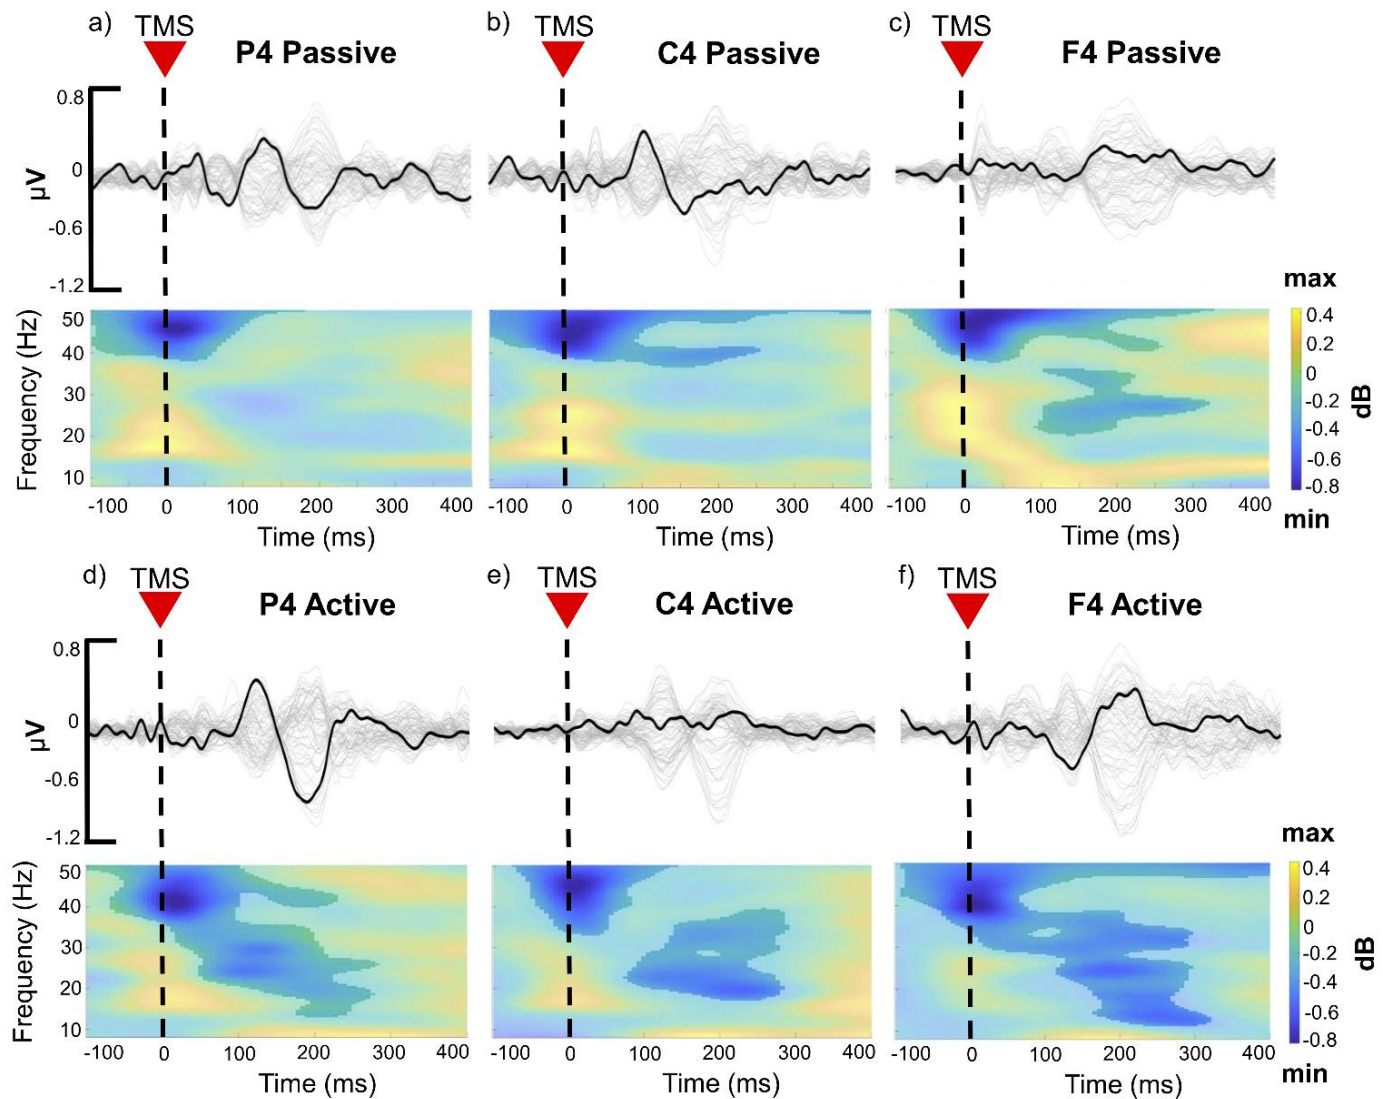 a) TMS P4 Passive
b) TMS C4 Passive
c) TMS F4 Passive
0.8
0
-0.6
-1.2
µV
max
0.4
0.2
0
-0.2
-0.4
-0.6
-0.8
dB
min
50
40
30
20
10
Frequency (Hz)
-100 0 100 200 300 400
-100 0 100 200 300 400
-100 0 100 200 300 400
Time (ms)
Time (ms)
Time (ms)
d) TMS P4 Active
e) TMS C4 Active
f) TMS F4 Active
0.8
0
-0.6
-1.2
µV
max
0.4
0.2
0
-0.2
-0.4
-0.6
-0.8
dB
min
50
40
30
20
10
Frequency (Hz)
-100 0 100 200 300 400
-100 0 100 200 300 400
-100 0 100 200 300 400
Time (ms)
Time (ms)
Time (ms)